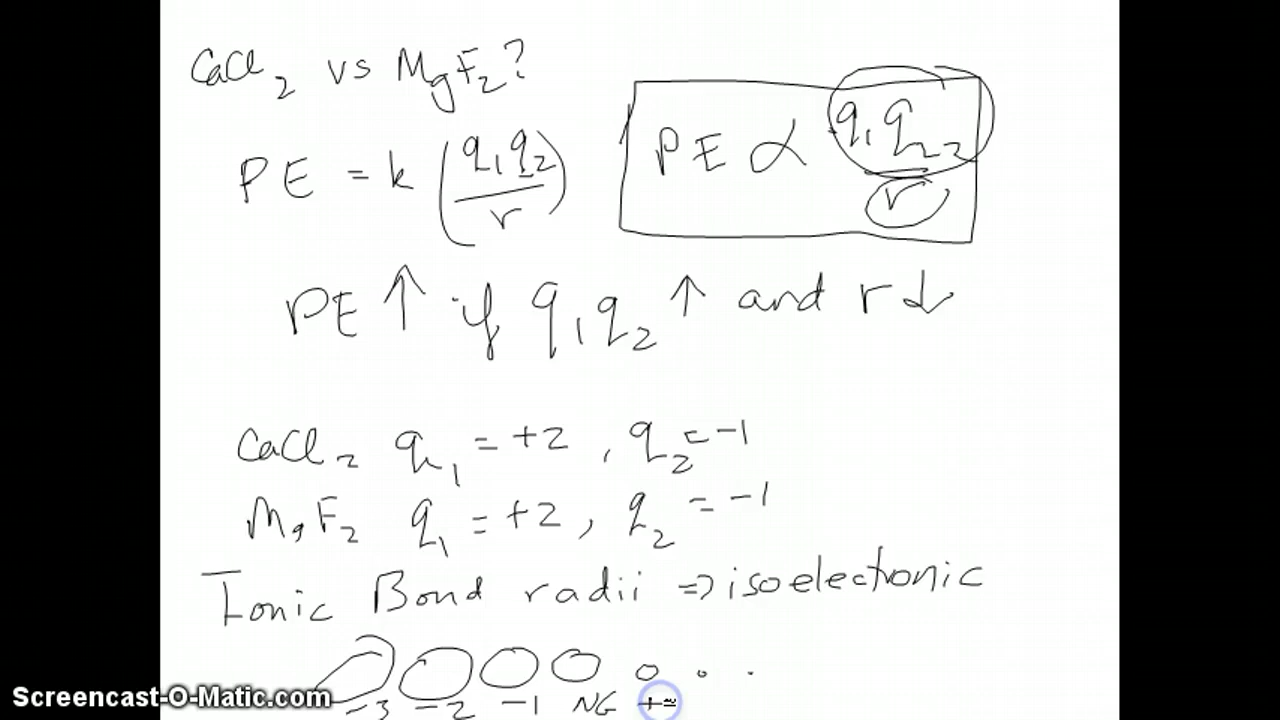 CaCl2 vs MgF2?
PE = k (q1q2/r)
PE ∝ q1q2/r
PE ↑ if q1q2 ↑ and r ↓
CaCl2 q1 = +2, q2 = -1
MgF2 q1 = +2, q2 = -1
Ionic Bond radii => isoelectronic
-3 -2 -1 NG
Screencast-O-Matic.com